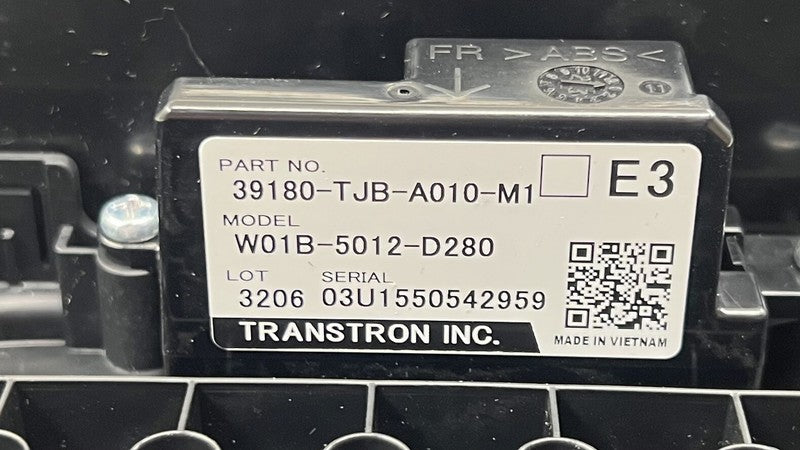 FR >ABS<
PART NO.
39180-TJB-A010-M1
E3
MODEL
W01B-5012-D280
LOT SERIAL
3206 03U1550542959
TRANSTRON INC.
MADE IN VIETNAM